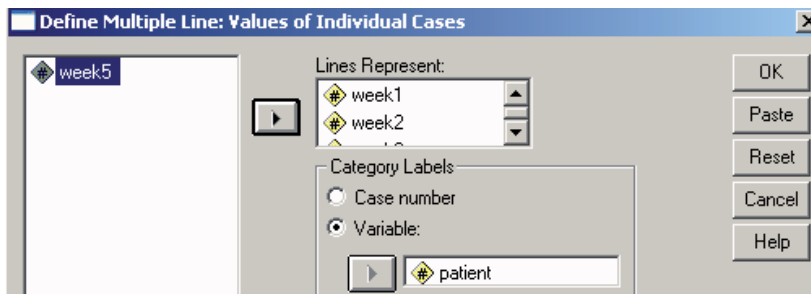 Define Multiple Line: Values of Individual Cases
week5
Lines Represent:
week1
week2
Category Labels
Case number
Variable:
patient
OK
Paste
Reset
Cancel
Help